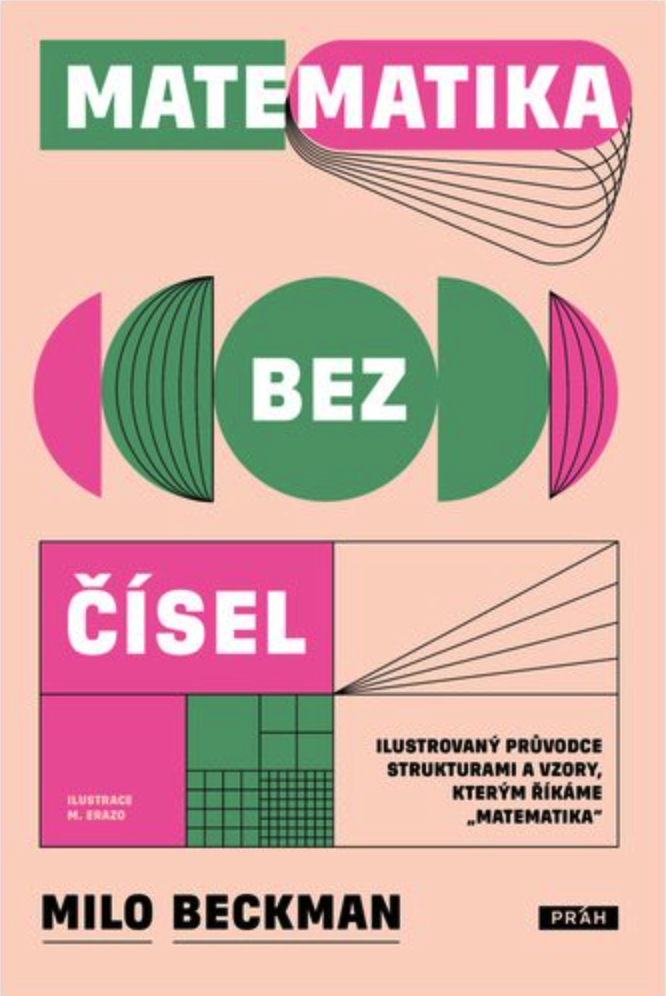 MATEMATIKA
BEZ
ČÍSEL
ILUSTROVANÝ PRŮVODCE
STRUKTURAMI A VZORY,
KTERÝM ŘÍKÁME
„MATEMATIKA“
ILUSTRACE
M. ERAZO
MILO BECKMAN
PRÁH